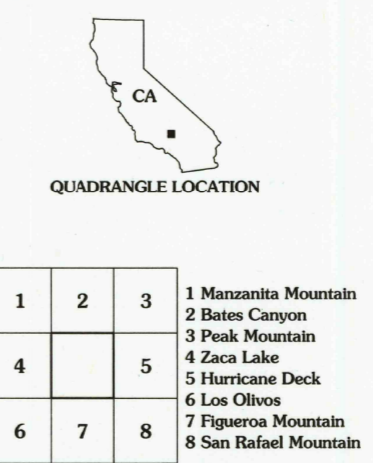 CA
QUADRANGLE LOCATION
1 2 3
4 5
6 7 8
1 Manzanita Mountain
2 Bates Canyon
3 Peak Mountain
4 Zaca Lake
5 Hurricane Deck
6 Los Olivos
7 Figueroa Mountain
8 San Rafael Mountain